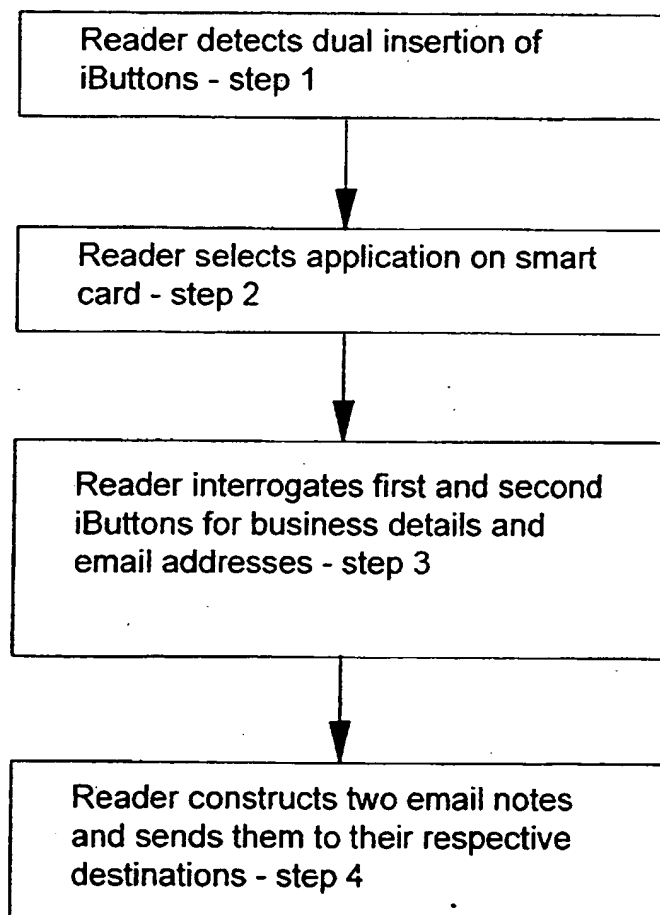 Reader detects dual insertion of
iButtons - step 1
Reader selects application on smart
card - step 2
Reader interrogates first and second
iButtons for business details and
email addresses - step 3
Reader constructs two email notes
and sends them to their respective
destinations - step 4